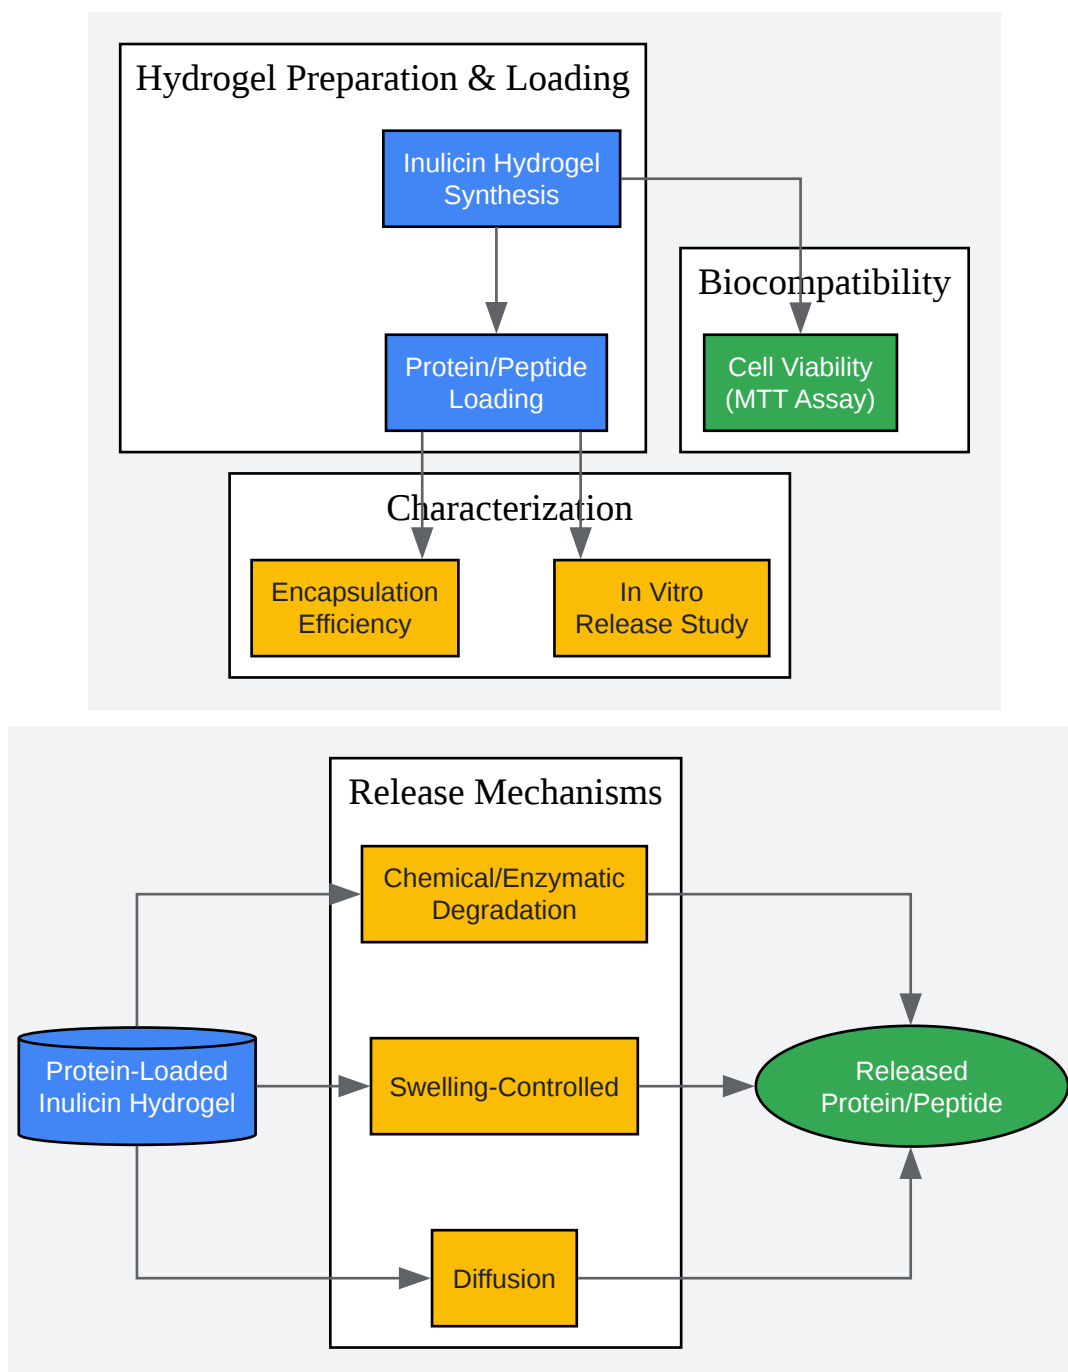 Hydrogel Preparation & Loading
Inulicin Hydrogel
Synthesis
Biocompatibility
Protein/Peptide
Loading
Cell Viability
(MTT Assay)
Characterization
Encapsulation
Efficiency
In Vitro
Release Study
Release Mechanisms
Chemical/Enzymatic
Degradation
Protein-Loaded
Inulicin Hydrogel
Swelling-Controlled
Released
Protein/Peptide
Diffusion